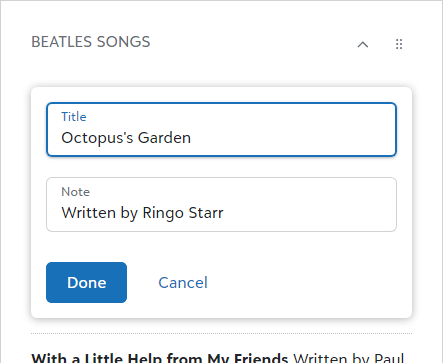 BEATLES SONGS
Title
Octopus's Garden
Note
Written by Ringo Starr
Done Cancel
With a Little Help from My Friends Written by Paul